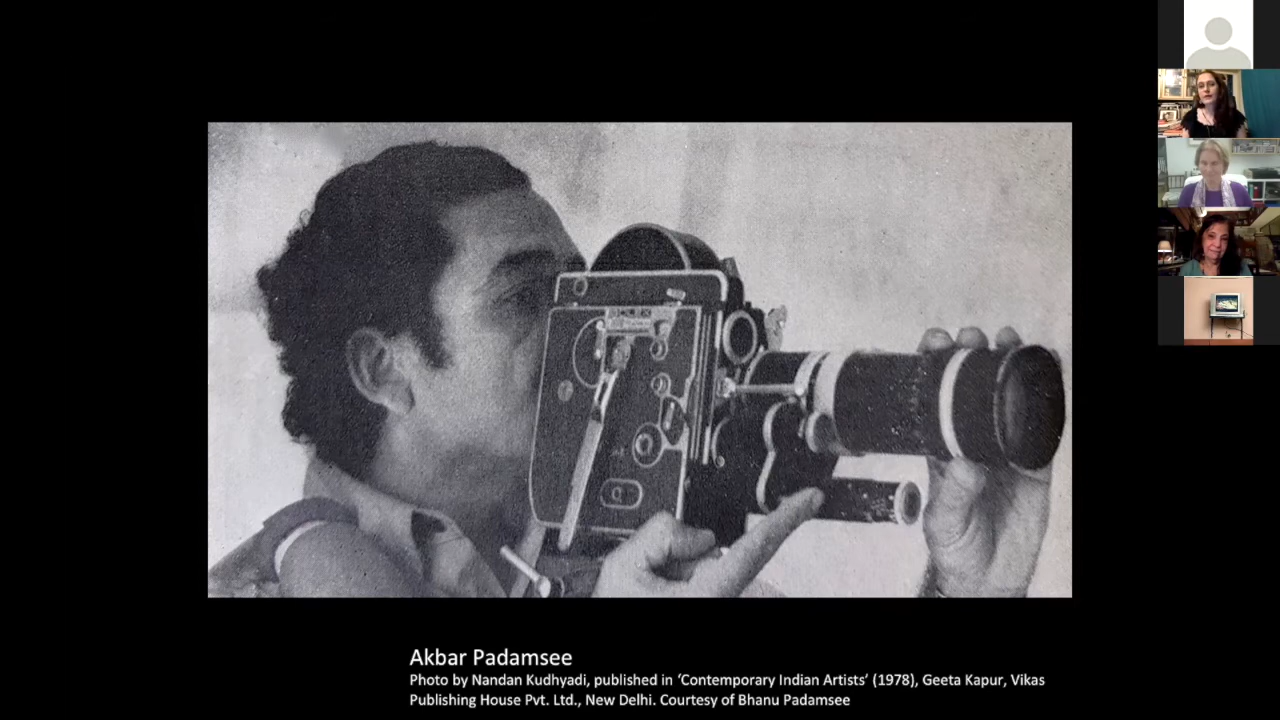 BOLEX
Akbar Padamsee
Photo by Nandan Kudhyadi, published in ‘Contemporary Indian Artists’ (1978), Geeta Kapur, Vikas
Publishing House Pvt. Ltd., New Delhi. Courtesy of Bhanu Padamsee